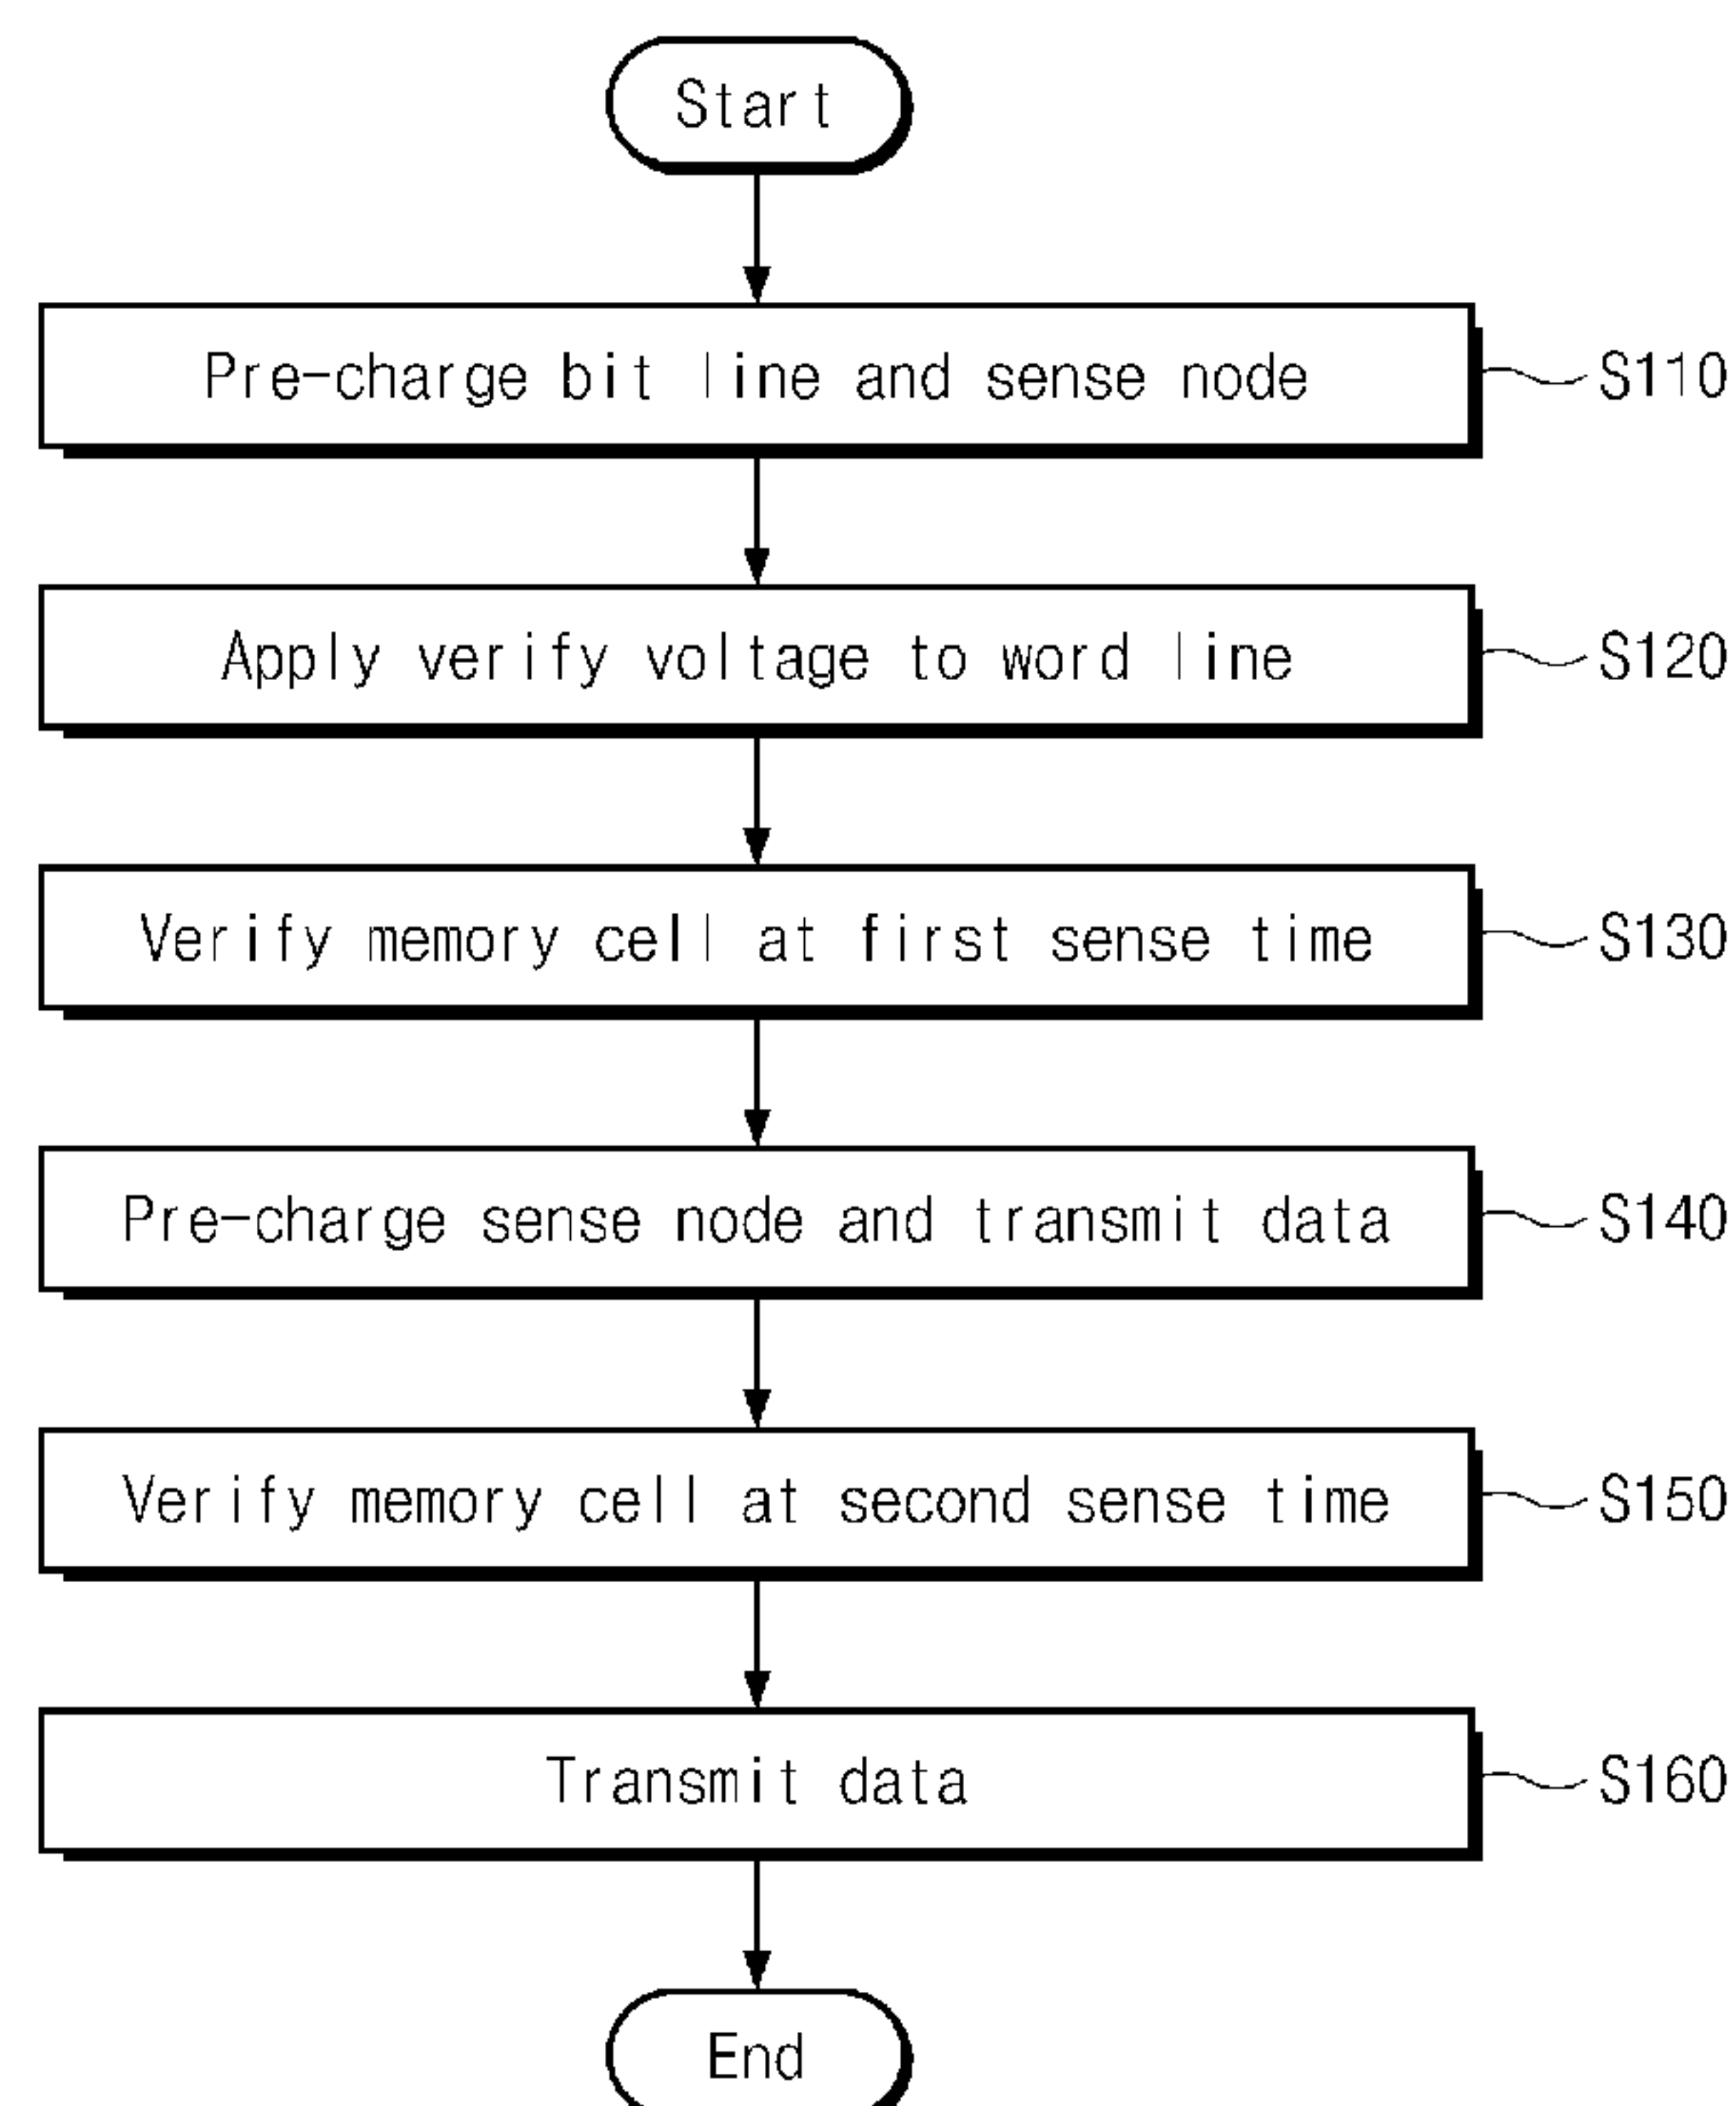 Start
Pre-charge bit line and sense node
S110
Apply verify voltage to word line
S120
Verify memory cell at first sense time
S130
Pre-charge sense node and transmit data
S140
Verify memory cell at second sense time
S150
Transmit data
S160
End